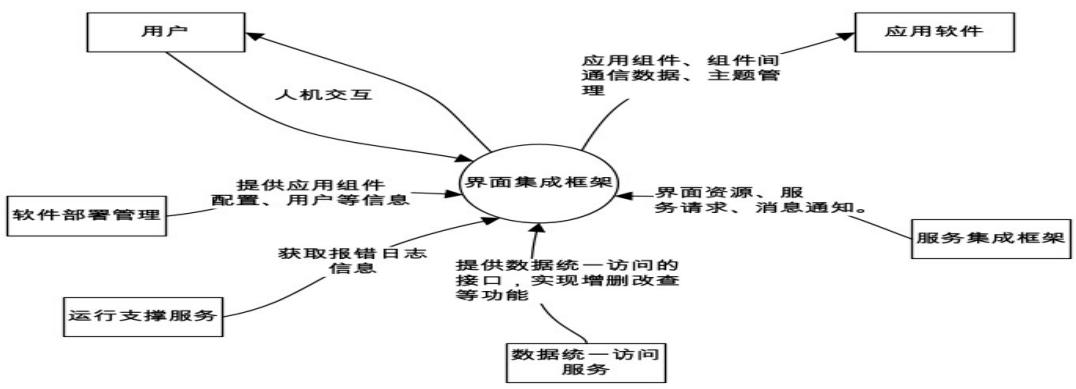 用户
应用软件
应用组件、组件间
通信数据、主题管
理
人机交互
界面集成框架
提供应用组件
配置、用户等信息
界面资源、服
务请求、消息通知。
软件部署管理
服务集成框架
获取报错日志
信息
提供数据统一访问的
接口，实现增删改查
等功能
运行支撑服务
数据统一访问
服务